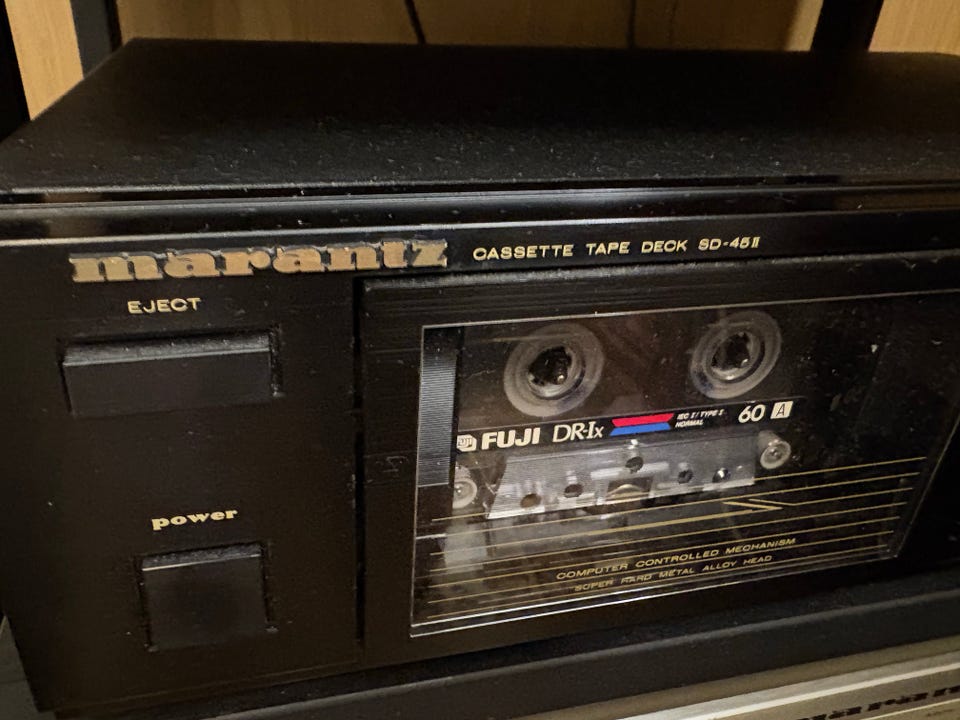 marantz CASSETTE TAPE DECK SD-45II
EJECT
FUJI DR-Ix IEC I/TYPE I NORMAL 60 A
power
COMPUTER CONTROLLED MECHANISM
SUPER HARD METAL ALLOY HEAD